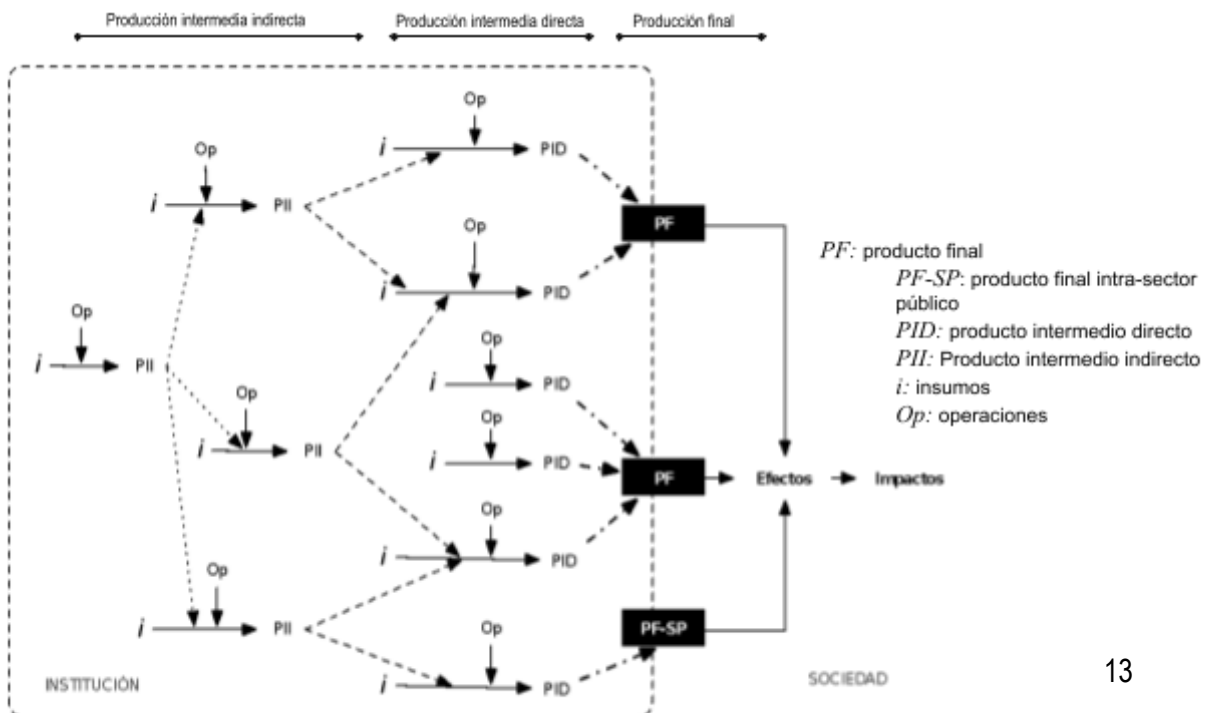 Producción intermedia indirecta
Producción intermedia directa
Producción final
Op
i
PID
Op
i
PII
PF
Op
i
PID
PF: producto final
PF-SP: producto final intra-sector
público
PID: producto intermedio directo
PII: Producto intermedio indirecto
i: insumos
Op: operaciones
Op
i
PII
Op
i
PID
Op
i
PII
Op
i
PID
PF
Efectos
Impactos
Op
i
PID
Op
i
PII
PF-SP
Op
i
PID
INSTITUCIÓN
SOCIEDAD
13